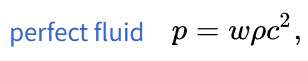 perfect fluid p = wρc²,